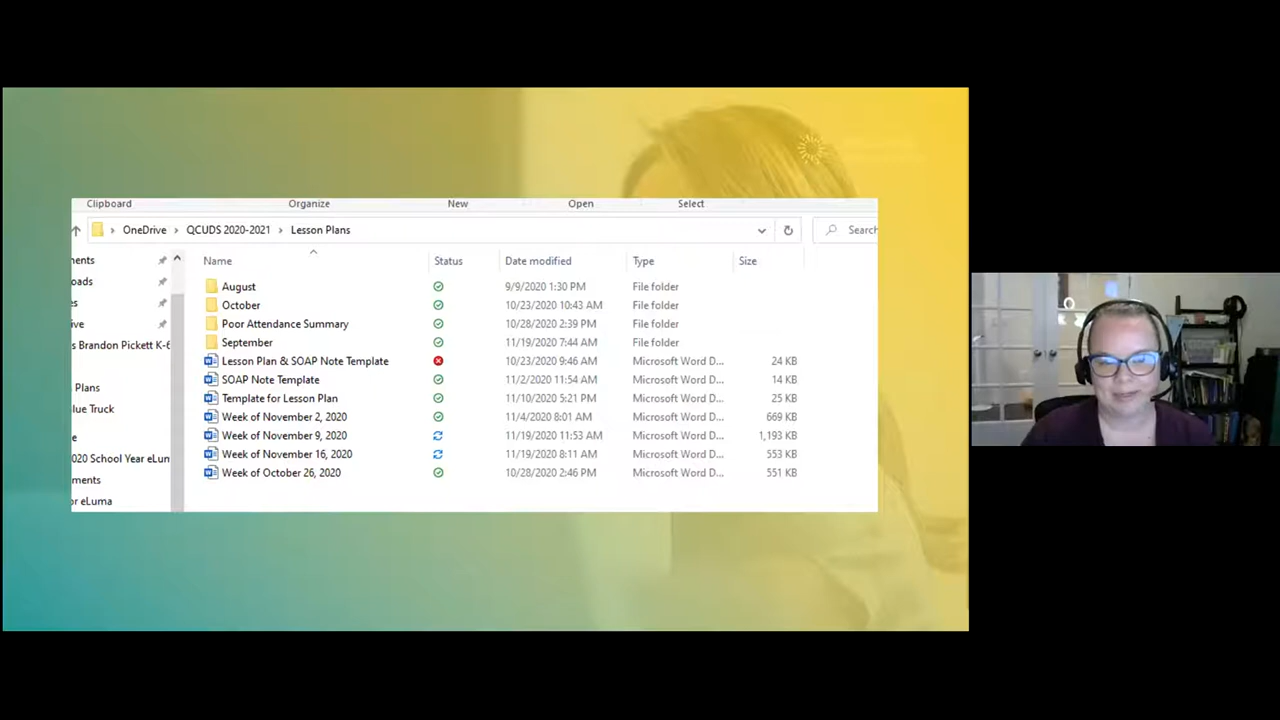 Clipboard Organize New Open Select
OneDrive QCUDS 2020-2021 Lesson Plans Search
Name Status Date modified Type Size
ments
oads
es
ive
s Brandon Pickett K-6
Plans
lue Truck
e
020 School Year eLum
ments
or eLuma
August 9/9/2020 1:30 PM File folder
October 10/23/2020 10:43 AM File folder
Poor Attendance Summary 10/28/2020 2:39 PM File folder
September 11/19/2020 7:44 AM File folder
Lesson Plan & SOAP Note Template 10/23/2020 9:46 AM Microsoft Word D... 24 KB
SOAP Note Template 11/2/2020 11:54 AM Microsoft Word D... 14 KB
Template for Lesson Plan 11/10/2020 5:21 PM Microsoft Word D... 25 KB
Week of November 2, 2020 11/4/2020 8:01 AM Microsoft Word D... 669 KB
Week of November 9, 2020 11/19/2020 11:53 AM Microsoft Word D... 1,193 KB
Week of November 16, 2020 11/19/2020 8:11 AM Microsoft Word D... 553 KB
Week of October 26, 2020 10/28/2020 2:46 PM Microsoft Word D... 551 KB